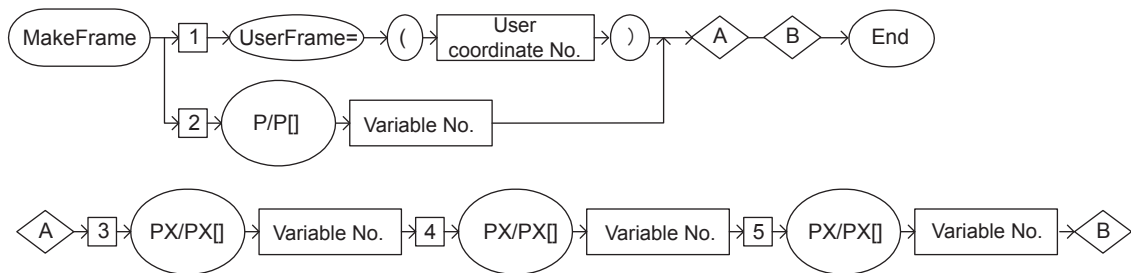 MakeFrame 1 UserFrame= ( User coordinate No. ) A B End
2 P/P[] Variable No.
A 3 PX/PX[] Variable No. 4 PX/PX[] Variable No. 5 PX/PX[] Variable No. B